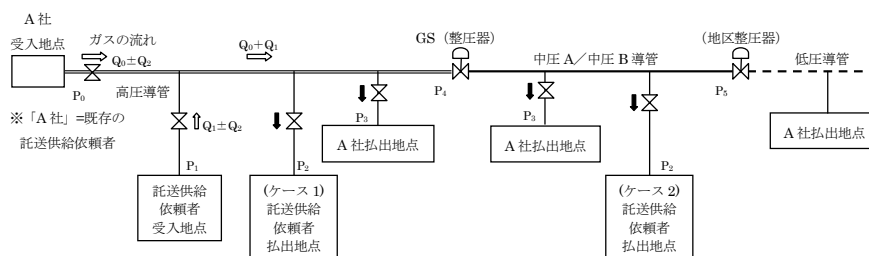 A 社
受入地点
ガスの流れ
Q₀±Q₂
Q₀+Q₁
GS（整圧器）
中圧 A／中圧 B 導管
（地区整圧器）
低圧導管
P₀
高圧導管
P₄
P₅
※「A 社」=既存の
託送供給依頼者
Q₁±Q₂
P₃
A 社払出地点
P₃
A 社払出地点
A 社払出地点
P₁
託送供給
依頼者
受入地点
P₂
(ケース 1)
託送供給
依頼者
払出地点
P₂
(ケース 2)
託送供給
依頼者
払出地点